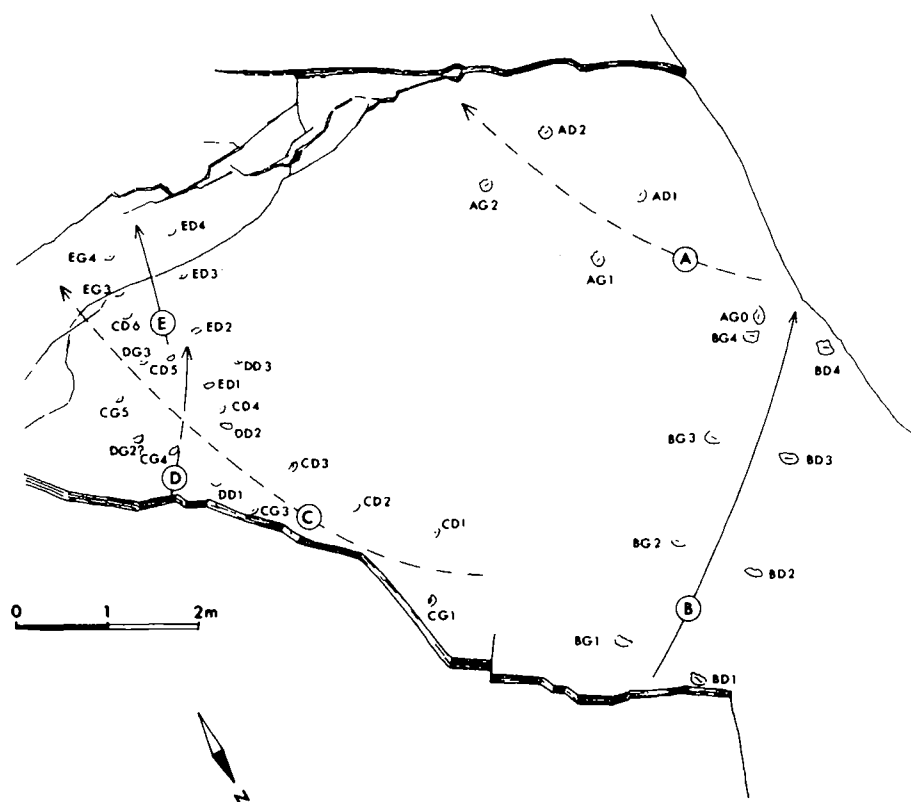 AD2
AG2
AD1
ED4
EG4
AG1
A
ED3
EG3
CD6
E
ED2
AG0
BG4
BD4
DG3
CD5
DD3
ED1
CG5
CD4
DD2
DG2?
CG4
BG3
BD3
CD3
D
DD1
CG3
C
CD2
CD1
BG2
BD2
0 1 2m
CG1
B
BG1
BD1
N